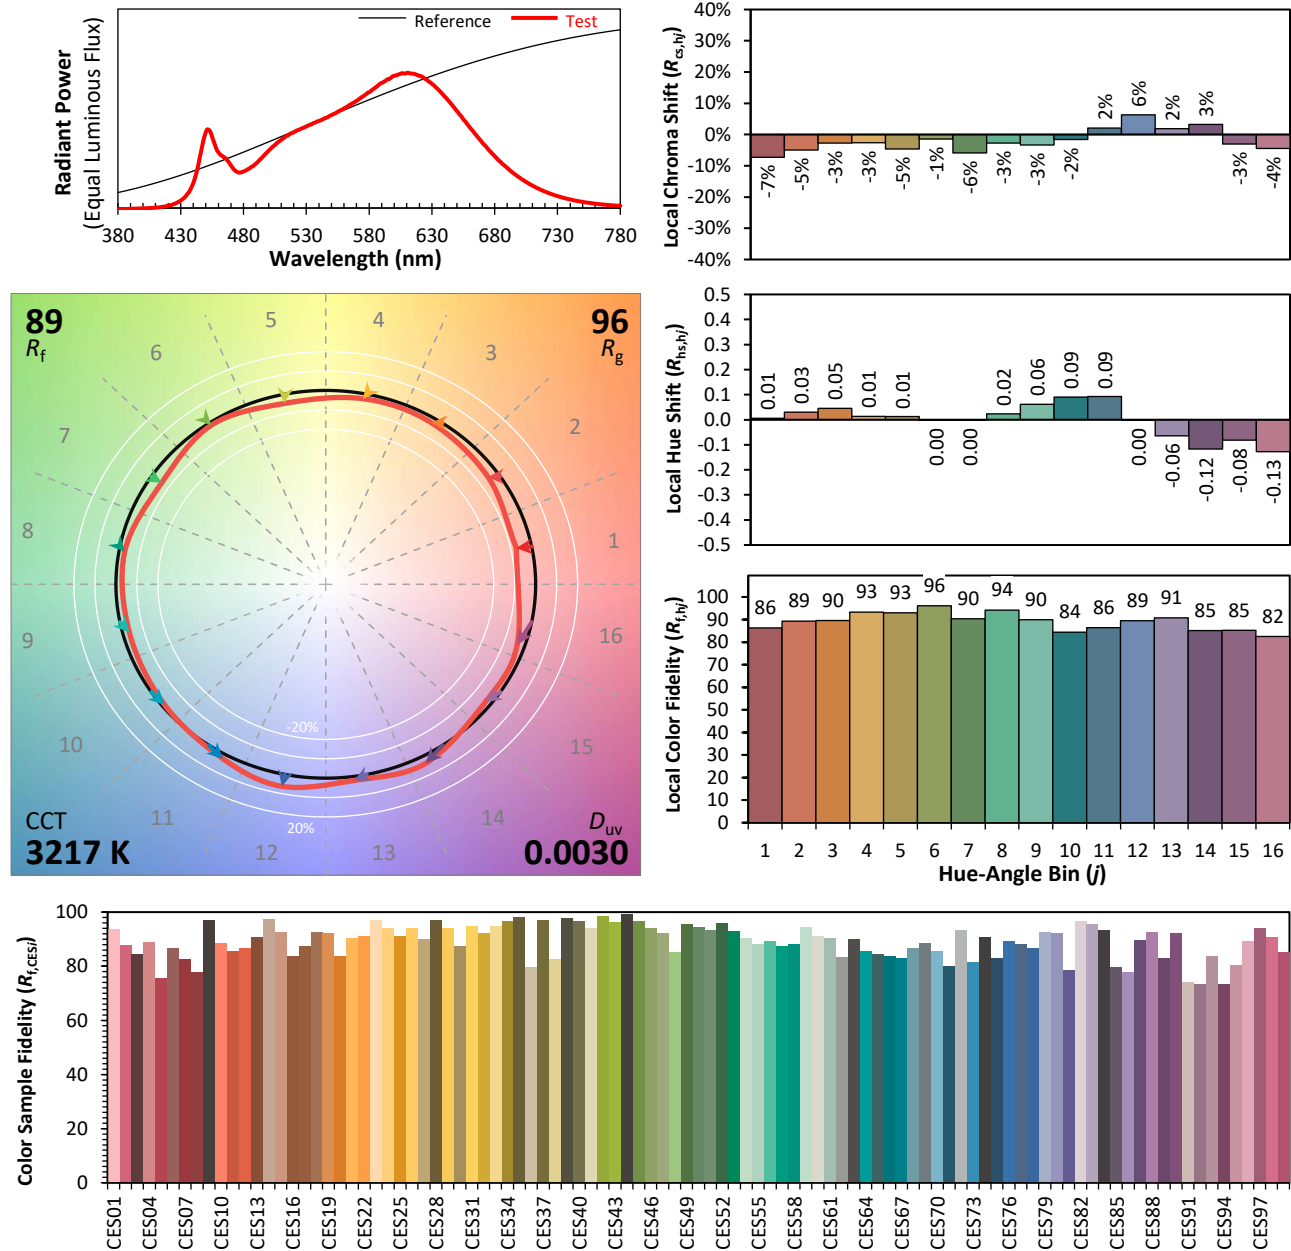 Reference
Test
Radiant Power
(Equal Luminous Flux)
380 430 480 530 580 630 680 730 780
Wavelength (nm)
Local Chroma Shift (Rcs,hj)
40%
30%
20%
10%
0%
-10%
-20%
-30%
-40%
-7% -5% -3% -3% -5% -1% -6% -3% -3% -2% 2% 6% 2% 3% -3% -4%
89
Rf
96
Rg
5 4
6 3
7 2
8 1
9 16
10 15
11 14
12 13
-20%
20%
CCT
3217 K
Duv
0.0030
Local Hue Shift (Rhs,hj)
0.5
0.4
0.3
0.2
0.1
0.0
-0.1
-0.2
-0.3
-0.4
-0.5
0.01 0.03 0.05 0.01 0.01 0.00 0.00 0.02 0.06 0.09 0.09 0.00 -0.06 -0.12 -0.08 -0.13
Local Color Fidelity (Rf,hj)
100
90
80
70
60
50
40
30
20
10
0
86 89 90 93 93 96 90 94 90 84 86 89 91 85 85 82
1 2 3 4 5 6 7 8 9 10 11 12 13 14 15 16
Hue-Angle Bin (j)
Color Sample Fidelity (Rf,CESi)
100
80
60
40
20
0
CES01 CES04 CES07 CES10 CES13 CES16 CES19 CES22 CES25 CES28 CES31 CES34 CES37 CES40 CES43 CES46 CES49 CES52 CES55 CES58 CES61 CES64 CES67 CES70 CES73 CES76 CES79 CES82 CES85 CES88 CES91 CES94 CES97